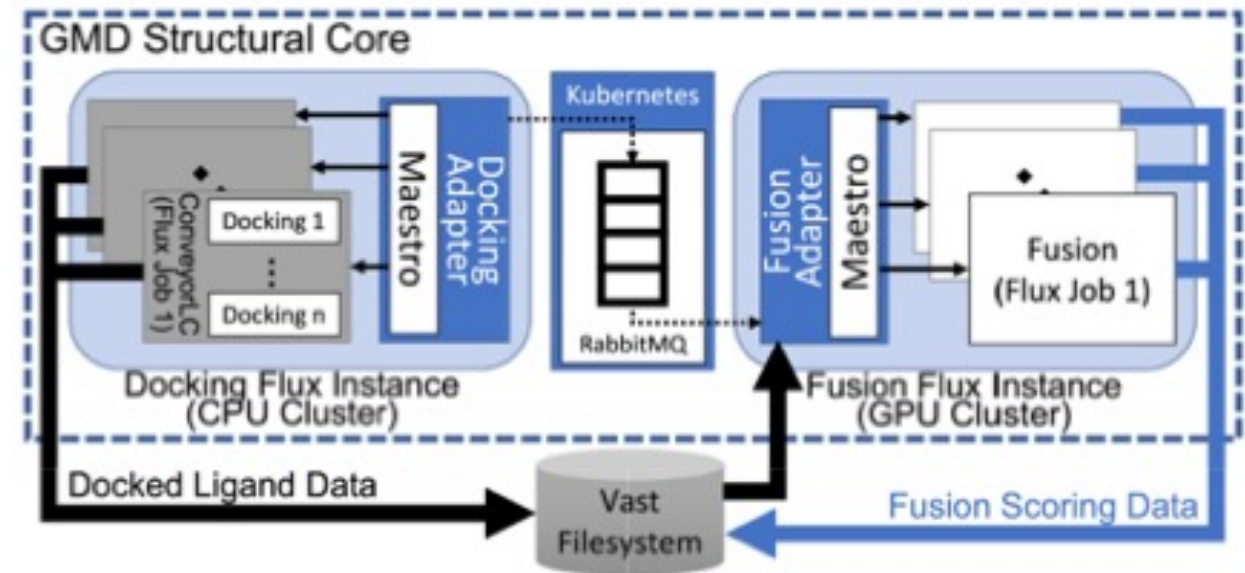 GMD Structural Core
ConveyorLC
(Flux Job 1)
Docking 1
Docking n
Maestro
Docking
Adapter
Docking Flux Instance
(CPU Cluster)
Kubernetes
RabbitMQ
Fusion
Adapter
Maestro
Fusion
(Flux Job 1)
Fusion Flux Instance
(GPU Cluster)
Docked Ligand Data
Vast
Filesystem
Fusion Scoring Data